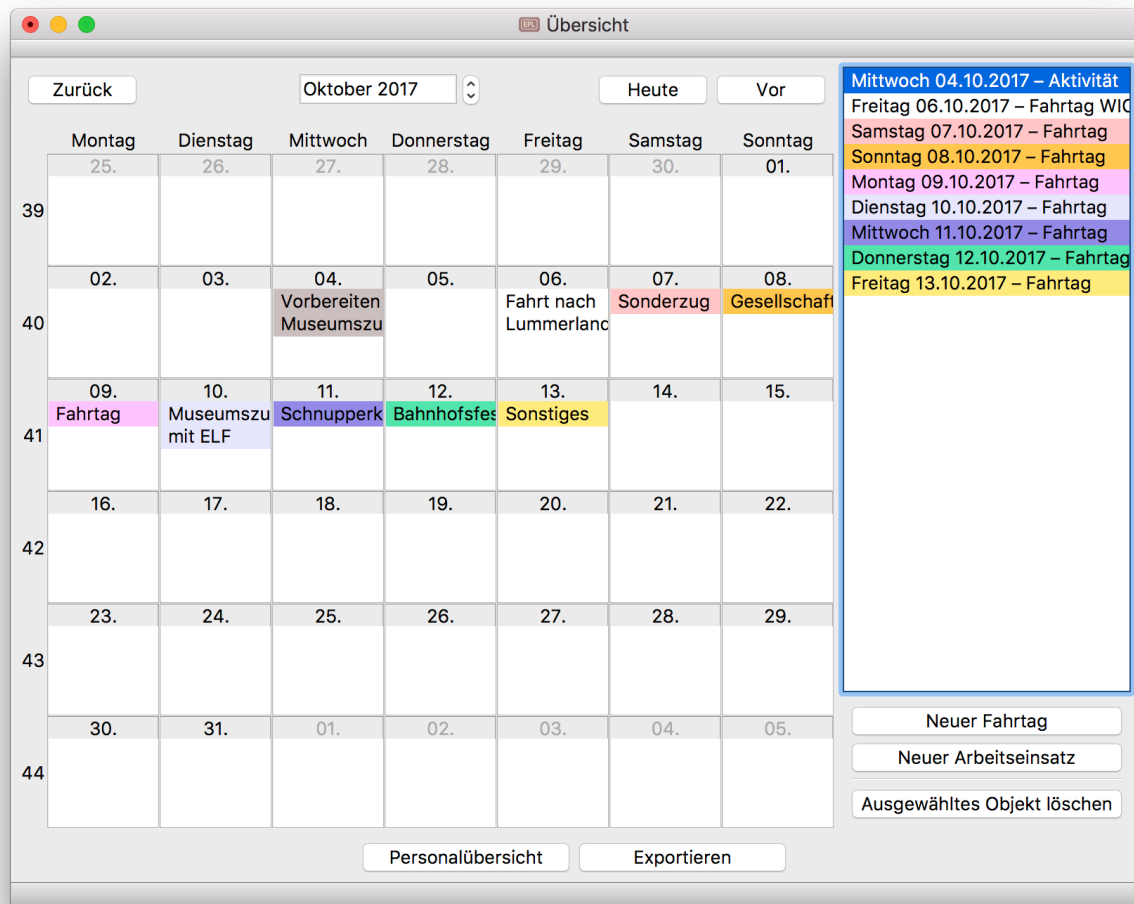 EPL Übersicht
Zurück Oktober 2017 Heute Vor
Montag Dienstag Mittwoch Donnerstag Freitag Samstag Sonntag
25. 26. 27. 28. 29. 30. 01.
39
02. 03. 04. 05. 06. 07. 08.
Vorbereiten Fahrt nach Sonderzug Gesellschaft
40
Museumszu Lummerland
09. 10. 11. 12. 13. 14. 15.
Fahrtag Museumszu Schnupperk Bahnhofsfes Sonstiges
41
mit ELF
16. 17. 18. 19. 20. 21. 22.
42
23. 24. 25. 26. 27. 28. 29.
43
30. 31. 01. 02. 03. 04. 05.
44
Mittwoch 04.10.2017 – Aktivität
Freitag 06.10.2017 – Fahrtag WIC
Samstag 07.10.2017 – Fahrtag
Sonntag 08.10.2017 – Fahrtag
Montag 09.10.2017 – Fahrtag
Dienstag 10.10.2017 – Fahrtag
Mittwoch 11.10.2017 – Fahrtag
Donnerstag 12.10.2017 – Fahrtag
Freitag 13.10.2017 – Fahrtag
Neuer Fahrtag
Neuer Arbeitseinsatz
Ausgewähltes Objekt löschen
Personalübersicht Exportieren